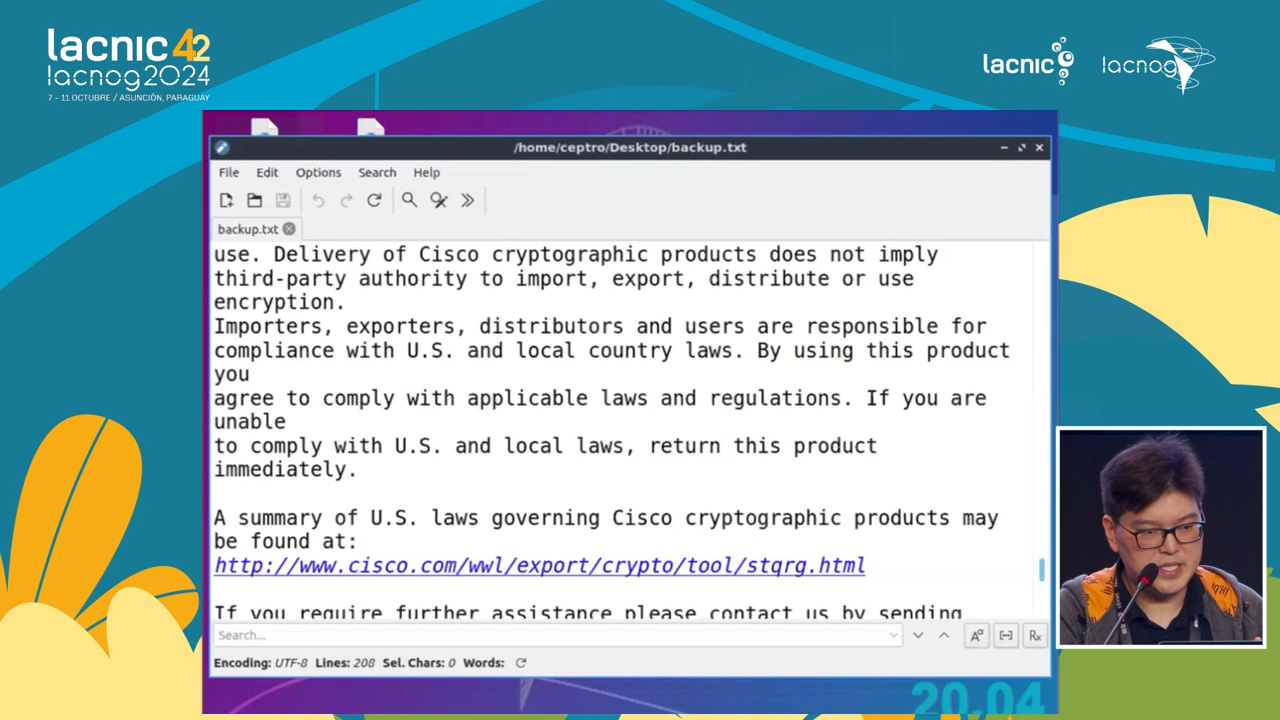 lacnic 42
lacnog 2024
7 - 11 OCTUBRE / ASUNCIÓN, PARAGUAY
lacnic
lacnog
/home/ceptro/Desktop/backup.txt
File Edit Options Search Help
backup.txt
use. Delivery of Cisco cryptographic products does not imply
third-party authority to import, export, distribute or use
encryption.
Importers, exporters, distributors and users are responsible for
compliance with U.S. and local country laws. By using this product
you
agree to comply with applicable laws and regulations. If you are
unable
to comply with U.S. and local laws, return this product
immediately.
A summary of U.S. laws governing Cisco cryptographic products may
be found at:
http://www.cisco.com/wwl/export/crypto/tool/stqrg.html
If you require further assistance please contact us by sending
Search...
Encoding: UTF-8 Lines: 208 Sel. Chars: 0 Words:
20.04